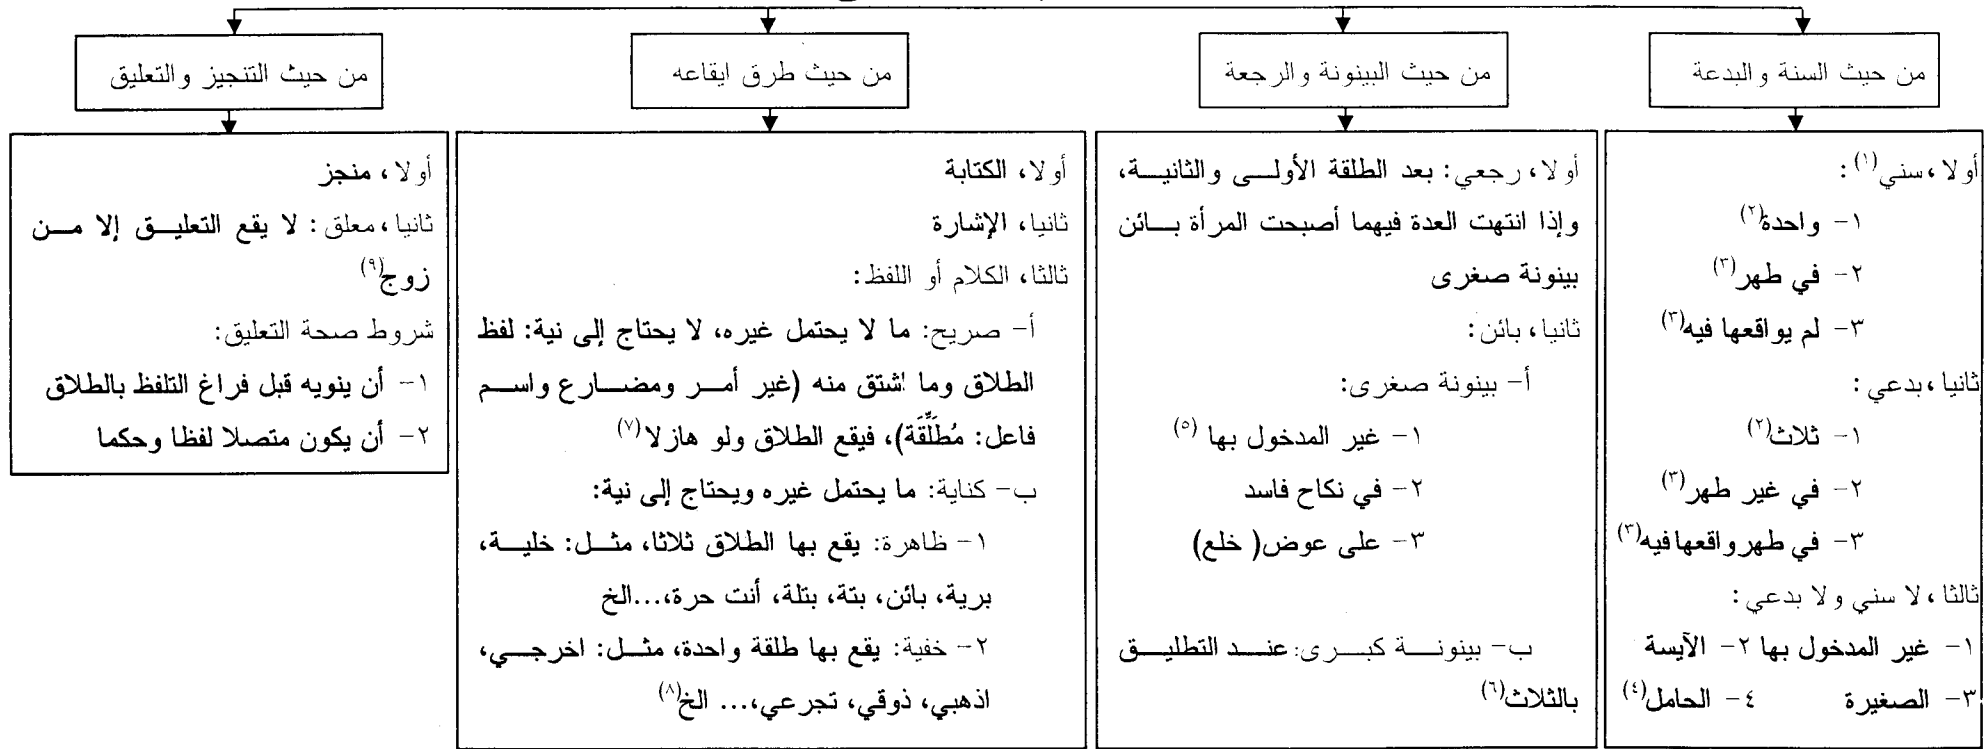 من حيث السنة والبدعة
أولا، سني(١):
١- واحدة(٢)
٢- في طهر(٣)
٣- لم يواقعها فيه(٣)
ثانيا، بدعي:
١- ثلاث(٢)
٢- في غير طهر(٣)
٣- في طهر واقعها فيه(٣)
ثالثا، لا سني ولا بدعي:
١- غير المدخول بها ٢- الآيسة
٣- الصغيرة ٤- الحامل(٤)
من حيث البينونة والرجعة
أولا، رجعي: بعد الطلقة الأولى والثانية،
وإذا انتهت العدة فيهما أصبحت المرأة بائن
بينونة صغرى
ثانيا، بائن:
أ- بينونة صغرى:
١- غير المدخول بها (٥)
٢- في نكاح فاسد
٣- على عوض( خلع)
ب- بينونة كبرى: عند التطليق
بالثلاث(٦)
من حيث طرق ايقاعه
أولا، الكتابة
ثانيا، الإشارة
ثالثا، الكلام أو اللفظ:
أ- صريح: ما لا يحتمل غيره، لا يحتاج إلى نية: لفظ
الطلاق وما اشتق منه (غير أمر ومضارع واسم
فاعل: مُطَلِّقَة)، فيقع الطلاق ولو هازلا(٧)
ب- كناية: ما يحتمل غيره ويحتاج إلى نية:
١- ظاهرة: يقع بها الطلاق ثلاثا، مثل: خلية،
برية، بائن، بتة، بتلة، أنت حرة،...الخ
٢- خفية: يقع بها طلقة واحدة، مثل: اخرجي،
اذهبي، ذوقي، تجرعي،... الخ(٨)
من حيث التنجيز والتعليق
أولا، منجز
ثانيا، معلق: لا يقع التعليق إلا من
زوج(٩)
شروط صحة التعليق:
١- أن ينويه قبل فراغ التلفظ بالطلاق
٢- أن يكون متصلا لفظا وحكما